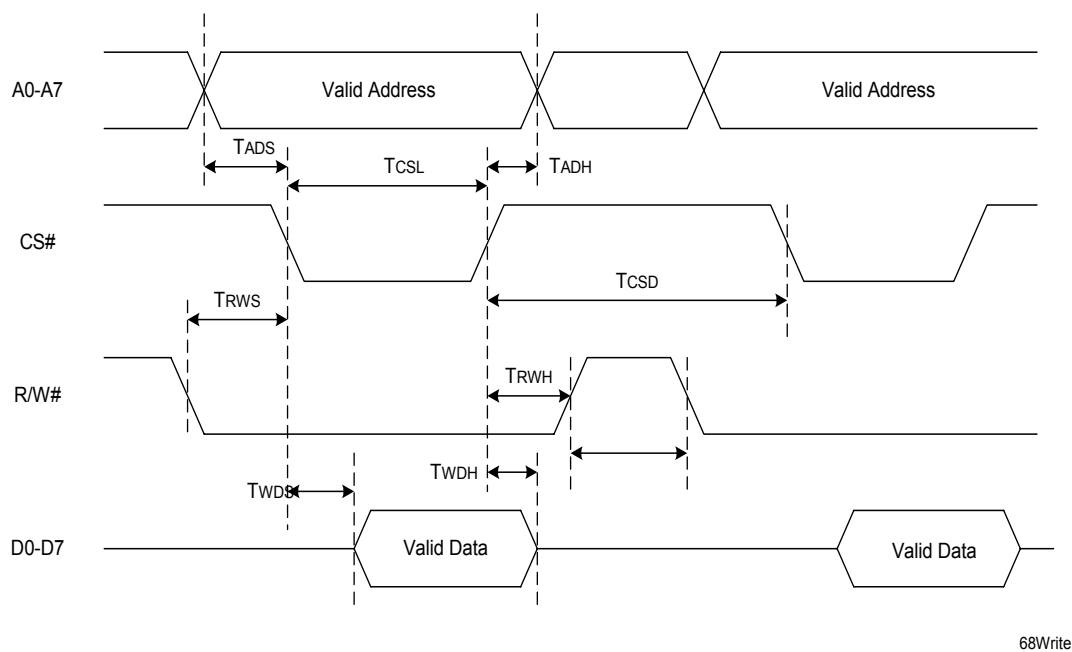 A0-A7
Valid Address
Valid Address
TADS
TCSL
TADH
CS#
TCSD
TRWS
R/W#
TRWH
TWDS
TWDH
D0-D7
Valid Data
Valid Data
68Write